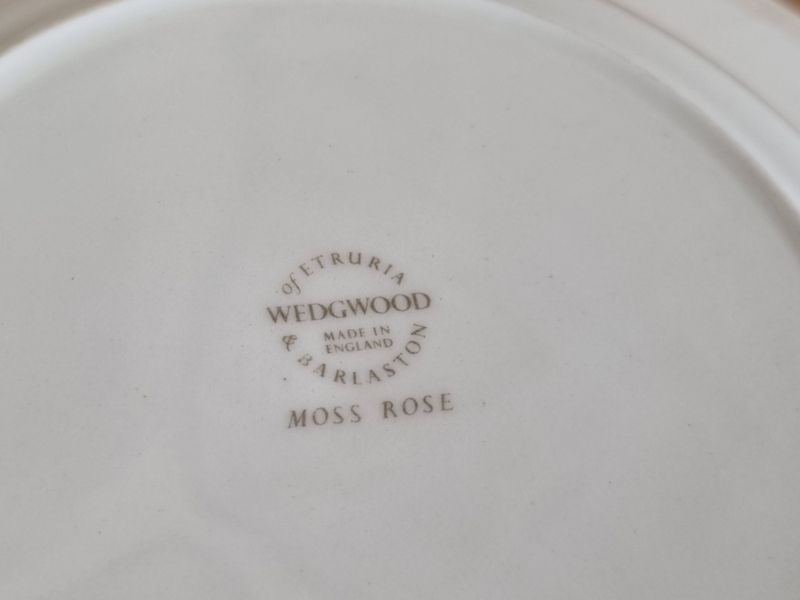 of ETRURIA
WEDGWOOD
MADE IN
ENGLAND
& BARLASTON
MOSS ROSE